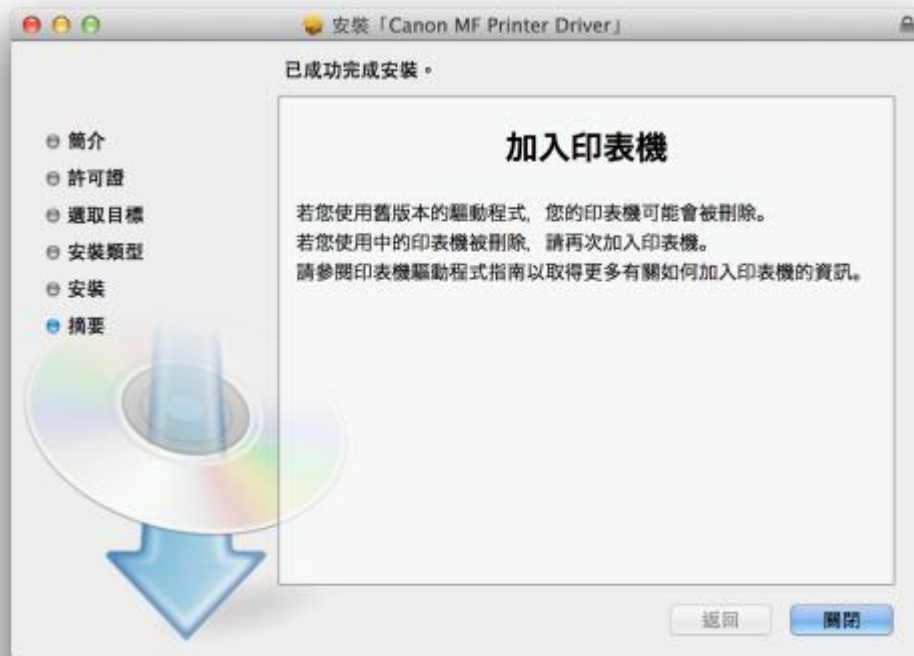 安裝「Canon MF Printer Driver」
已成功完成安裝。
簡介
許可證
選取目標
安裝類型
安裝
摘要
加入印表機
若您使用舊版本的驅動程式，您的印表機可能會被刪除。
若您使用中的印表機被刪除，請再次加入印表機。
請參閱印表機驅動程式指南以取得更多有關如何加入印表機的資訊。
返回
關閉